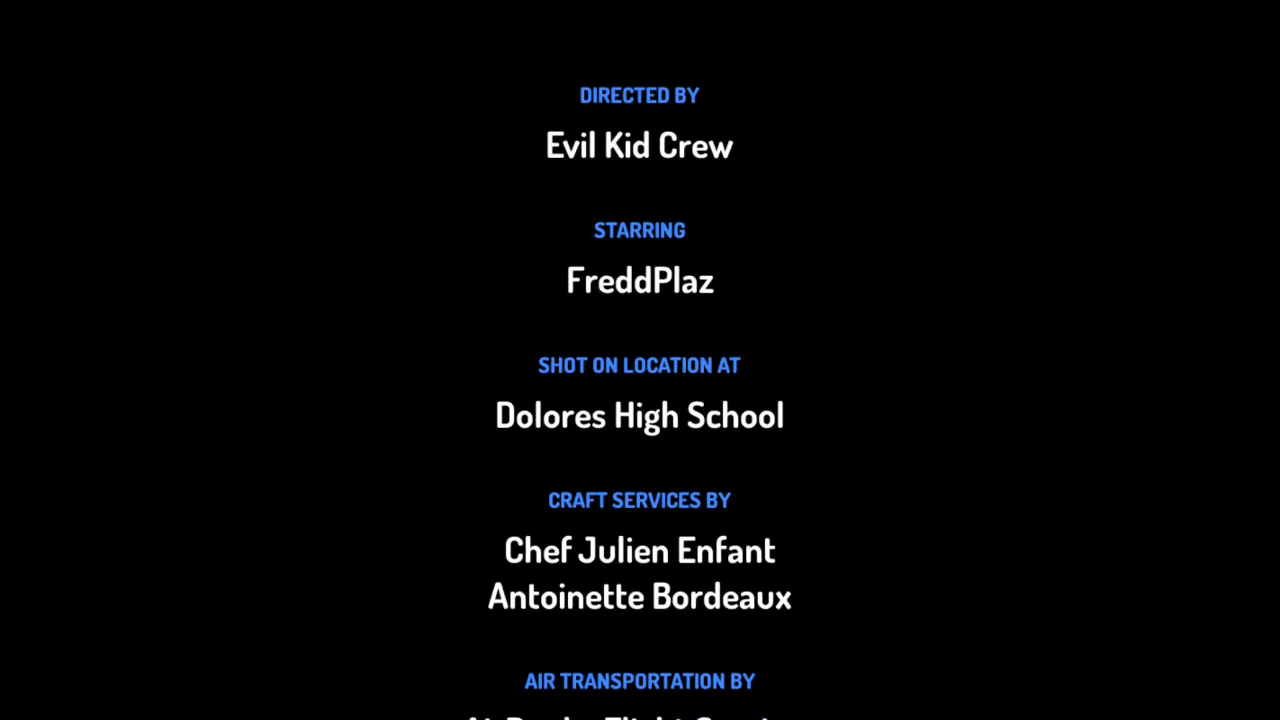 DIRECTED BY
Evil Kid Crew
STARRING
FreddPlaz
SHOT ON LOCATION AT
Dolores High School
CRAFT SERVICES BY
Chef Julien Enfant
Antoinette Bordeaux
AIR TRANSPORTATION BY